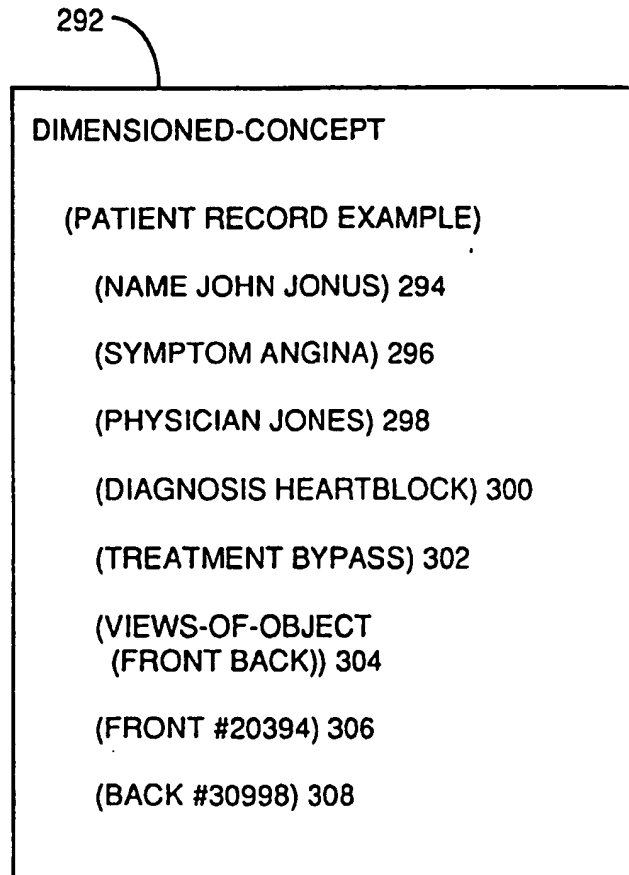 292
DIMENSIONED-CONCEPT
(PATIENT RECORD EXAMPLE)
(NAME JOHN JONUS) 294
(SYMPTOM ANGINA) 296
(PHYSICIAN JONES) 298
(DIAGNOSIS HEARTBLOCK) 300
(TREATMENT BYPASS) 302
(VIEWS-OF-OBJECT
(FRONT BACK)) 304
(FRONT #20394) 306
(BACK #30998) 308